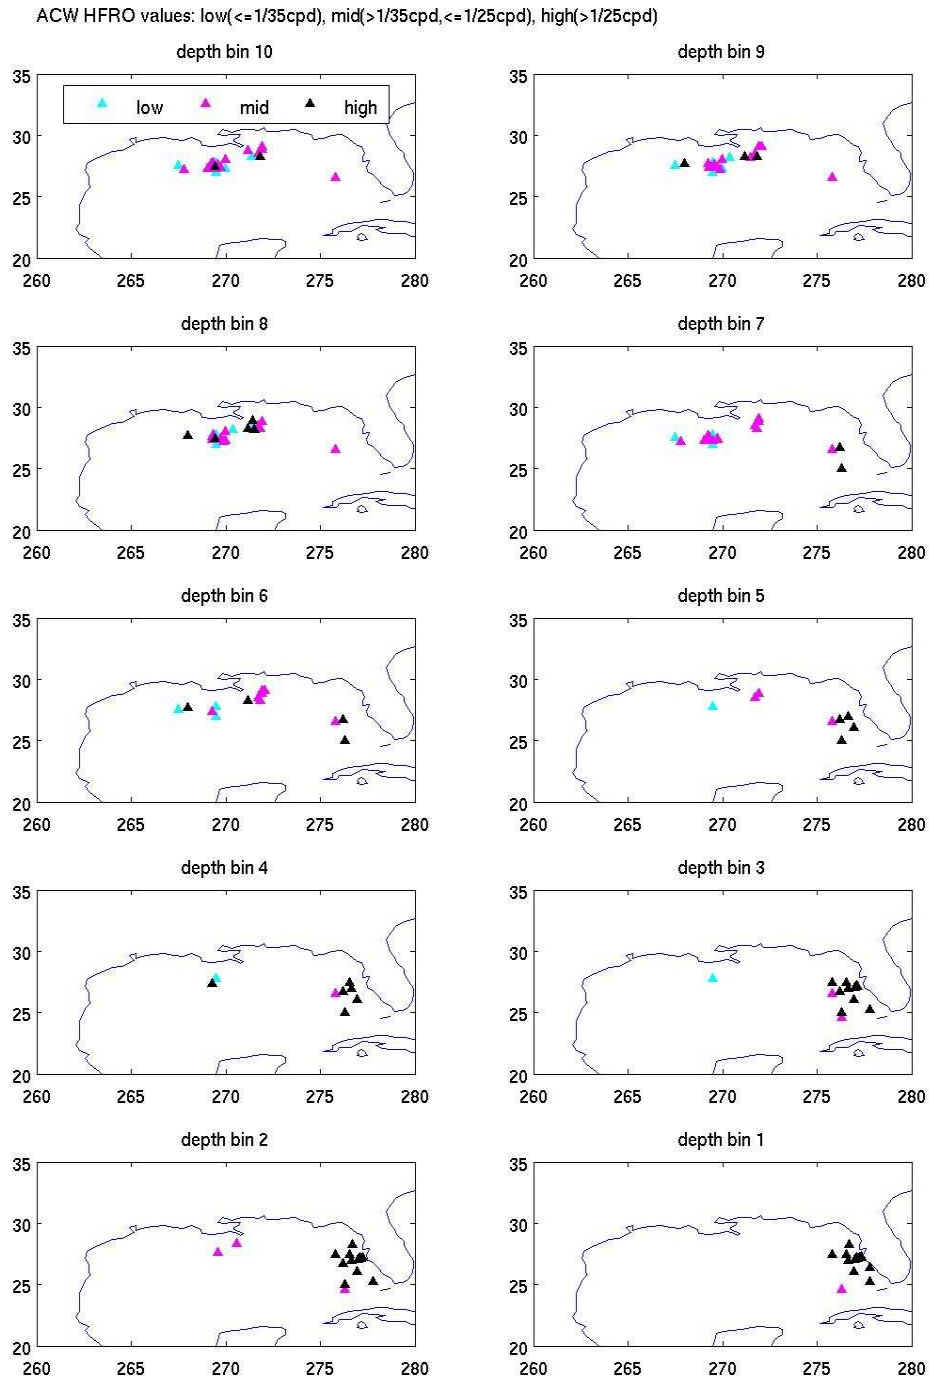 ACW HFRO values: low(<=1/35cpd), mid(>1/35cpd,<=1/25cpd), high(>1/25cpd)
depth bin 10
35
low mid high
30
25
20
260 265 270 275 280
depth bin 9
35
30
25
20
260 265 270 275 280
depth bin 8
35
30
25
20
260 265 270 275 280
depth bin 7
35
30
25
20
260 265 270 275 280
depth bin 6
35
30
25
20
260 265 270 275 280
depth bin 5
35
30
25
20
260 265 270 275 280
depth bin 4
35
30
25
20
260 265 270 275 280
depth bin 3
35
30
25
20
260 265 270 275 280
depth bin 2
35
30
25
20
260 265 270 275 280
depth bin 1
35
30
25
20
260 265 270 275 280